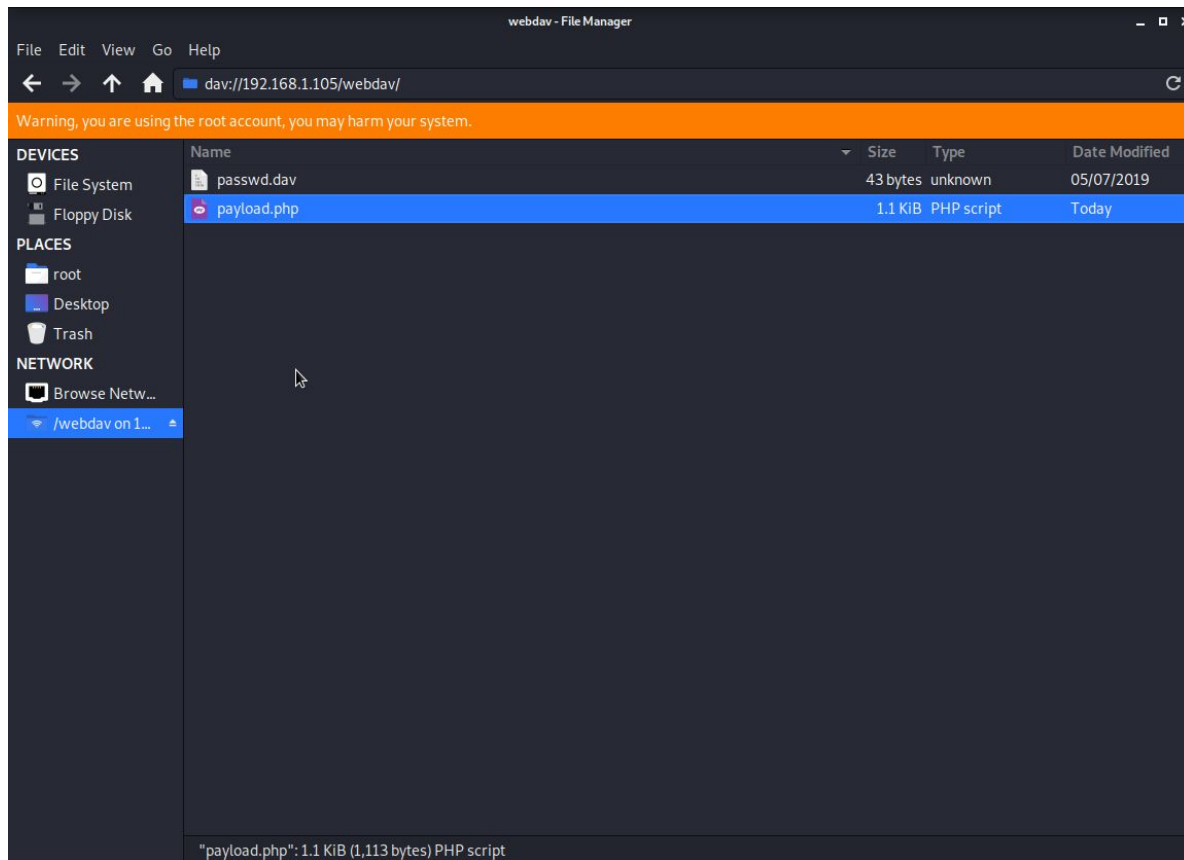 webdav - File Manager
File Edit View Go Help
dav://192.168.1.105/webdav/
Warning, you are using the root account, you may harm your system.
DEVICES
File System
Floppy Disk
PLACES
root
Desktop
Trash
NETWORK
Browse Netw...
/webdav on 1...
Name Size Type Date Modified
passwd.dav 43 bytes unknown 05/07/2019
payload.php 1.1 KiB PHP script Today
"payload.php": 1.1 KiB (1,113 bytes) PHP script